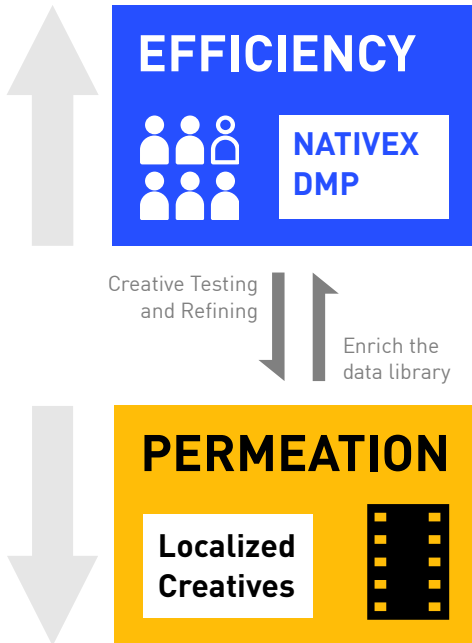 EFFICIENCY
NATIVEX
DMP
Creative Testing
and Refining
Enrich the
data library
PERMEATION
Localized
Creatives